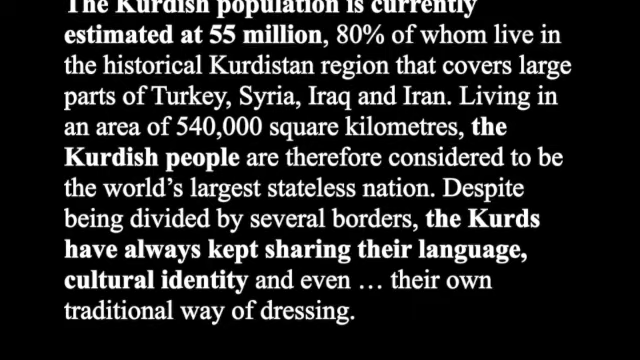 The Kurdish population is currently
estimated at 55 million, 80% of whom live in
the historical Kurdistan region that covers large
parts of Turkey, Syria, Iraq and Iran. Living in
an area of 540,000 square kilometres, the
Kurdish people are therefore considered to be
the world’s largest stateless nation. Despite
being divided by several borders, the Kurds
have always kept sharing their language,
cultural identity and even … their own
traditional way of dressing.